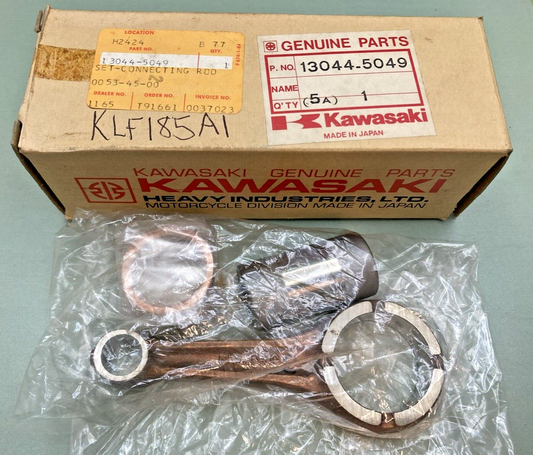 LOCATION
H2424 B 77
PART NO.
13044-5049 1
SET-CONNECTING ROD
0053-45-00
DEALER NO. ORDER NO. INVOICE NO.
1165 T91661 0037023
KLF185A1
GENUINE PARTS
P. NO. 13044-5049
NAME
Q'TY (5A) 1
Kawasaki
MADE IN JAPAN
KAWASAKI GENUINE PARTS
KAWASAKI
HEAVY INDUSTRIES, LTD.
MOTORCYCLE DIVISION MADE IN JAPAN